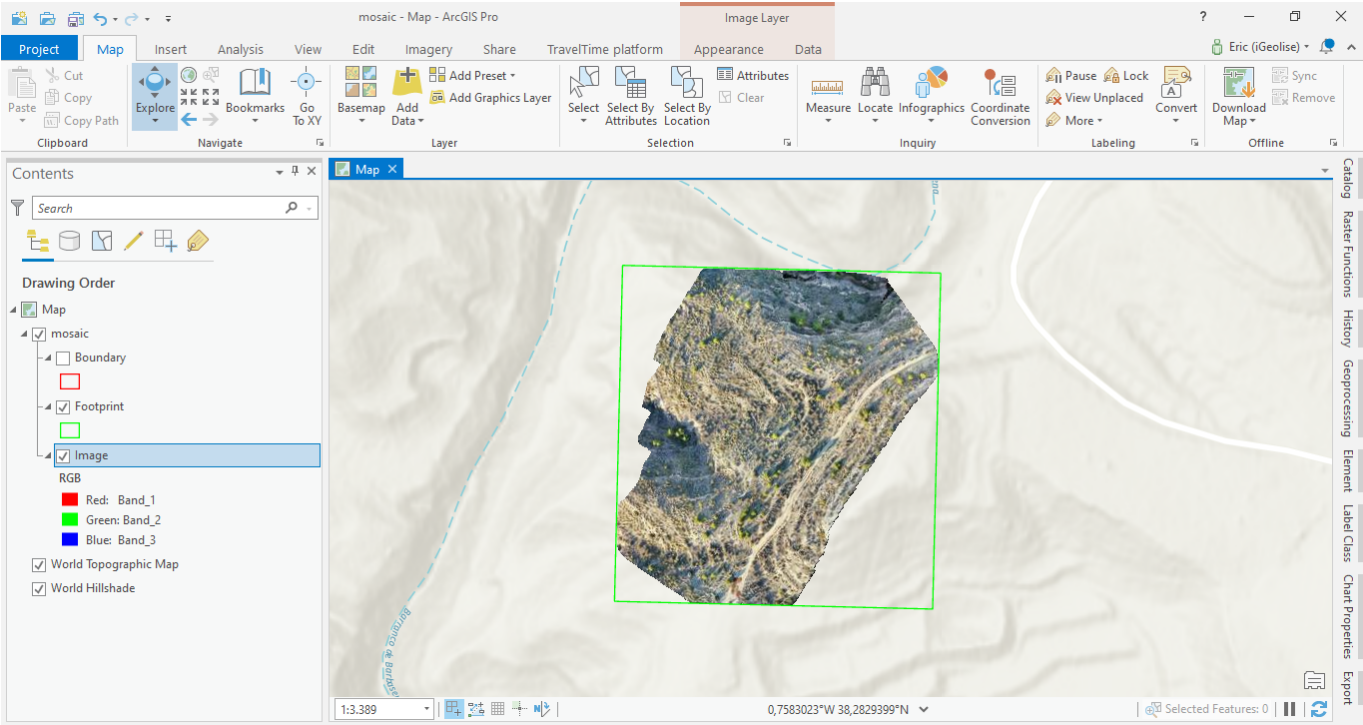 mosaic - Map - ArcGIS Pro
Image Layer
?
Project Map Insert Analysis View Edit Imagery Share TravelTime platform Appearance Data
Eric (iGeolise)
Paste
Cut
Copy
Copy Path
Clipboard
Explore
Bookmarks
Go
To XY
Navigate
Basemap
Add
Data
Add Preset
Add Graphics Layer
Layer
Select
Select By
Attributes
Select By
Location
Attributes
Clear
Selection
Measure
Locate
Infographics
Coordinate
Conversion
Inquiry
Pause
Lock
View Unplaced
More
Convert
Labeling
Download
Map
Sync
Remove
Offline
Contents
Search
Drawing Order
Map
mosaic
Boundary
Footprint
Image
RGB
Red: Band_1
Green: Band_2
Blue: Band_3
World Topographic Map
World Hillshade
Map
Barranco de Barbasena
Catalog
Raster Functions
History
Geoprocessing
Element
Label Class
Chart Properties
Export
1:3.389
0,7583023°W 38,2829399°N
Selected Features: 0